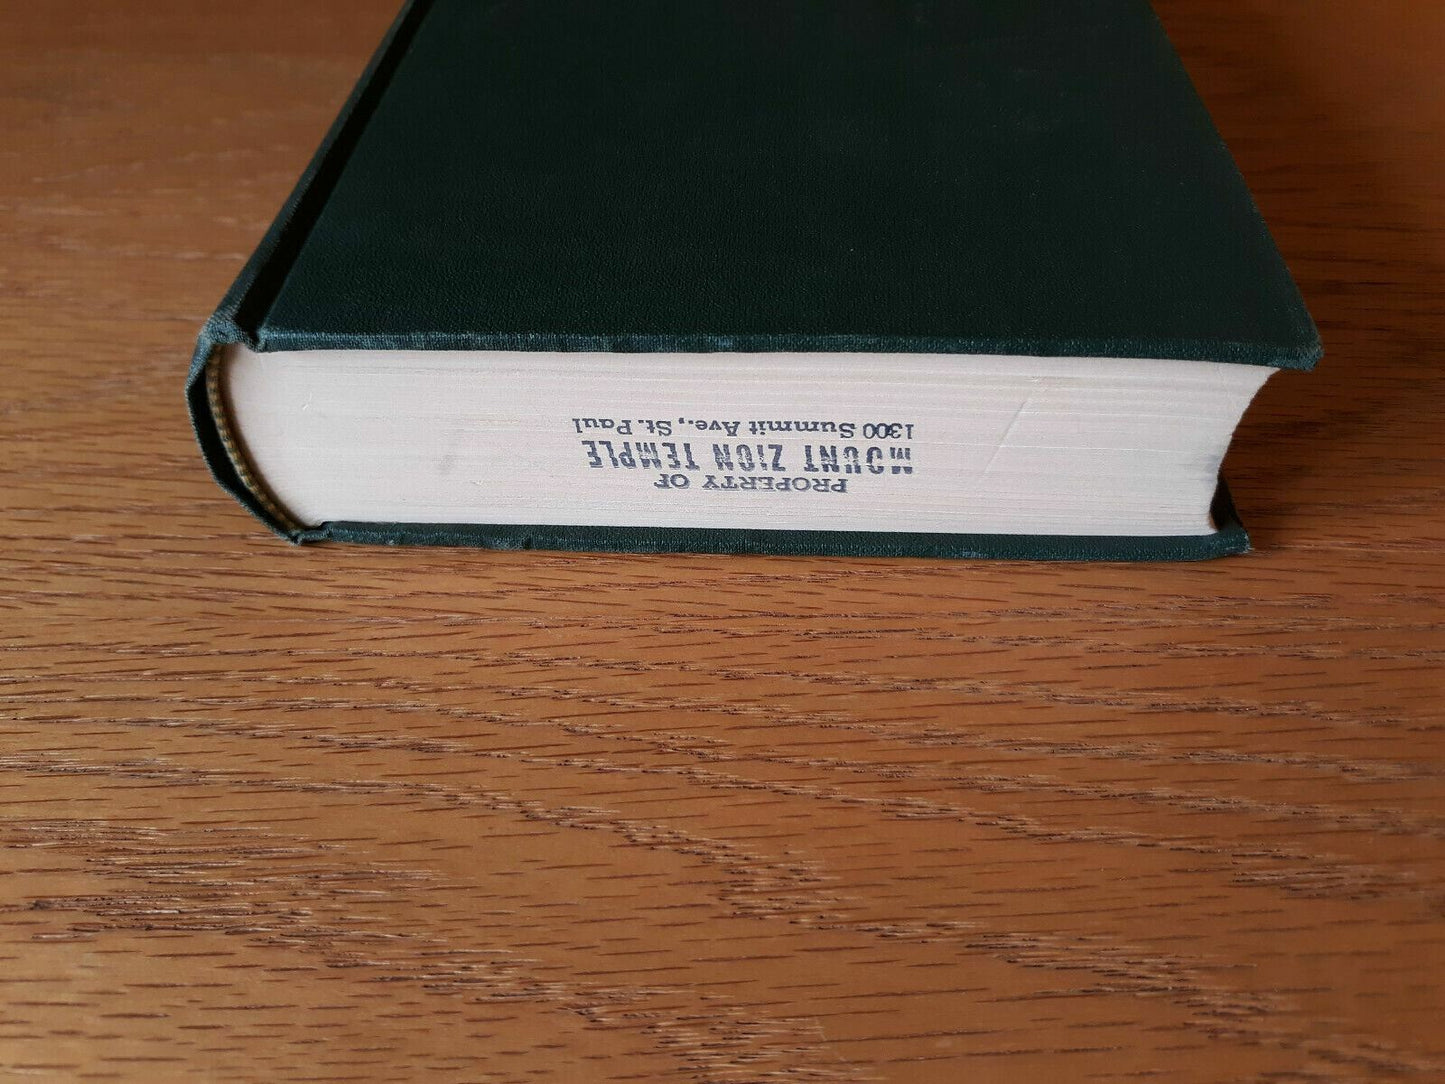 PROPERTY OF
MOUNT ZION TEMPLE
1300 Summit Ave., St. Paul